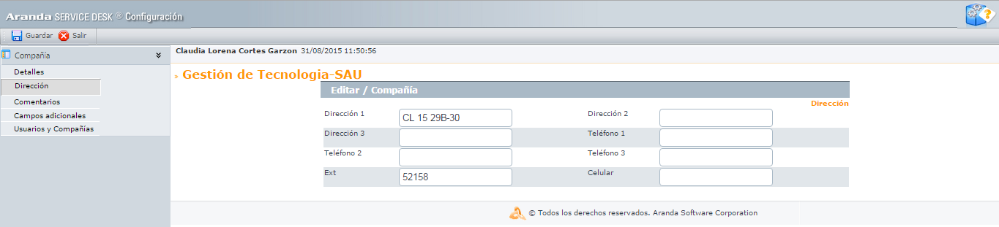 Aranda SERVICE DESK ® Configuración
Guardar Salir
Compañía
Detalles
Dirección
Comentarios
Campos adicionales
Usuarios y Compañías
Claudia Lorena Cortes Garzon 31/08/2015 11:50:56
» Gestión de Tecnologia-SAU
Editar / Compañía
Dirección
Dirección 1 CL 15 29B-30 Dirección 2
Dirección 3 Teléfono 1
Teléfono 2 Teléfono 3
Ext 52158 Celular
© Todos los derechos reservados. Aranda Software Corporation